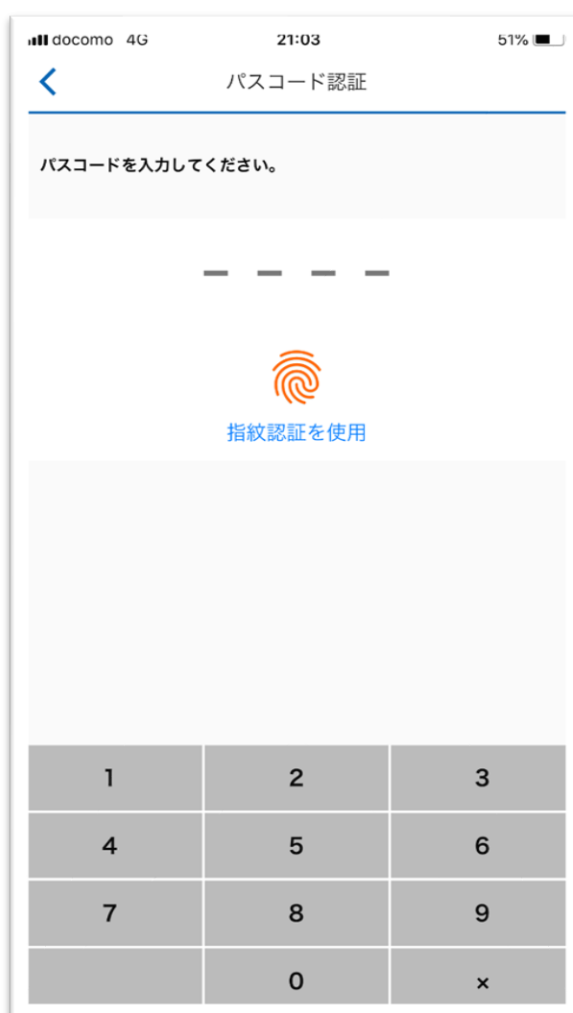 docomo 4G 21:03 51%
パスコード認証
パスコードを入力してください。
指紋認証を使用
1 2 3
4 5 6
7 8 9
0 ×